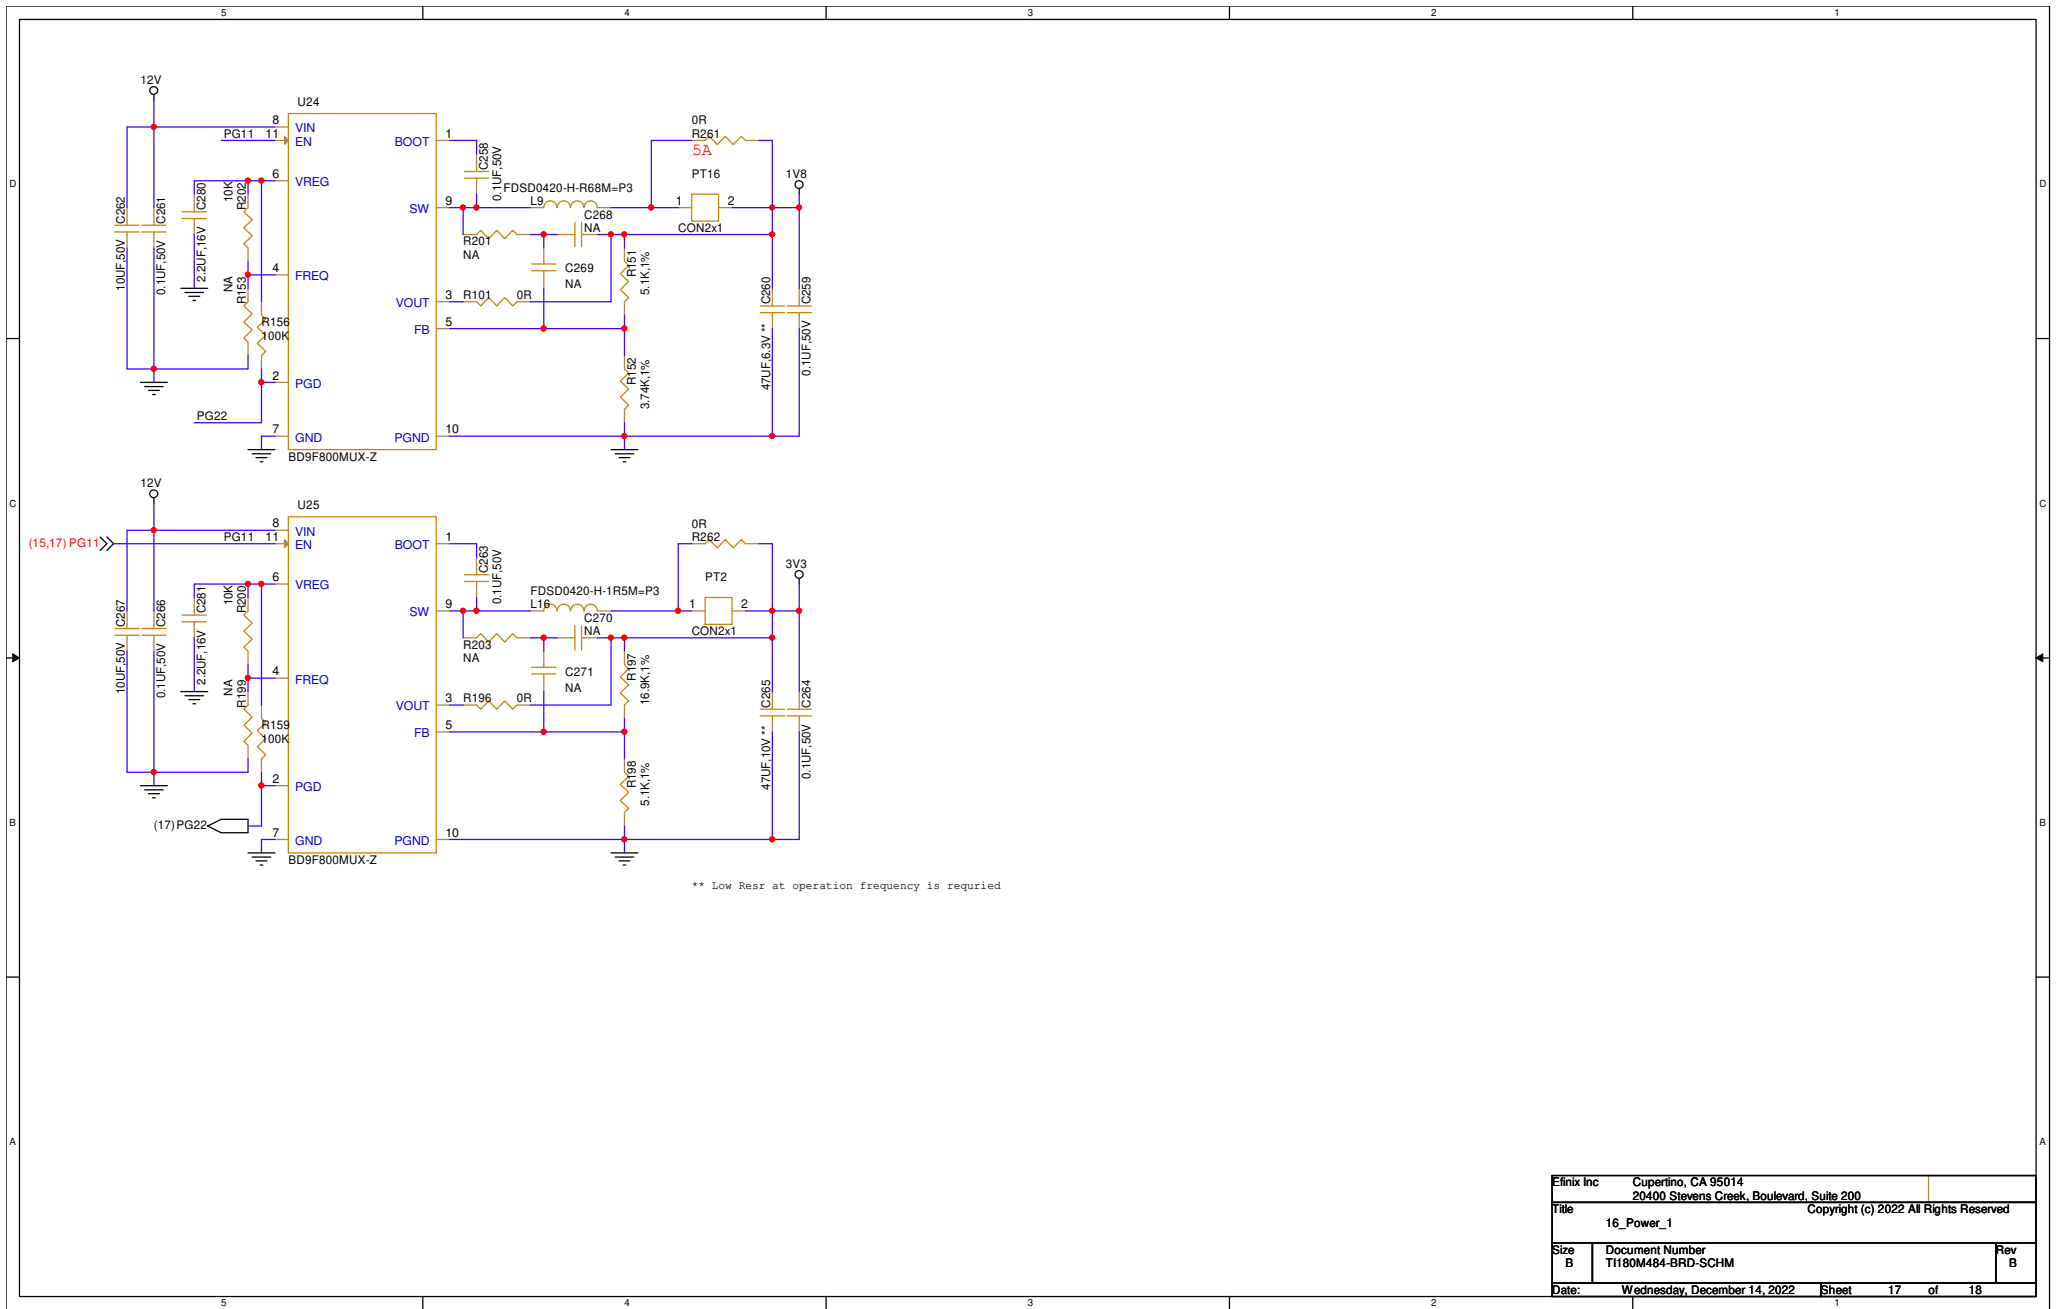 5 4 3 2 1
D
D
12V
U24
8 VIN
PG11 11 EN
6 VREG
4 FREQ
2 PGD
PG22
7 GND
BD9F800MUX-Z
BOOT 1
SW 9
VOUT 3
FB 5
PGND 10
C262
10UF,50V
C261
0.1UF,50V
C280
2.2UF,16V
10K
R202
NA
R153
R156
100K
C258
0.1UF,50V
FDSD0420-H-R68M=P3
L9
C268
NA
R201
NA
C269
NA
R101 0R
R151
5.1K,1%
R152
3.74K,1%
0R
R261
5A
PT16
1 2
CON2x1
1V8
C260
47UF,6.3V **
C259
0.1UF,50V
C
C
12V
U25
(15,17) PG11
8 VIN
PG11 11 EN
6 VREG
4 FREQ
2 PGD
(17) PG22
7 GND
BD9F800MUX-Z
BOOT 1
SW 9
VOUT 3
FB 5
PGND 10
C267
10UF,50V
C266
0.1UF,50V
C281
2.2UF,16V
10K
R200
NA
R199
R159
100K
C263
0.1UF,50V
FDSD0420-H-1R5M=P3
L16
C270
NA
R203
NA
C271
NA
R196 0R
R197
16.9K,1%
R198
5.1K,1%
0R
R262
PT2
1 2
CON2x1
3V3
C265
47UF,10V **
C264
0.1UF,50V
B
B
** Low Resr at operation frequency is requried
A
A
Efinix Inc Cupertino, CA 95014
20400 Stevens Creek, Boulevard, Suite 200
Title Copyright (c) 2022 All Rights Reserved
16_Power_1
Size Document Number Rev
B TI180M484-BRD-SCHM B
Date: Wednesday, December 14, 2022 Sheet 17 of 18
5 4 3 2 1